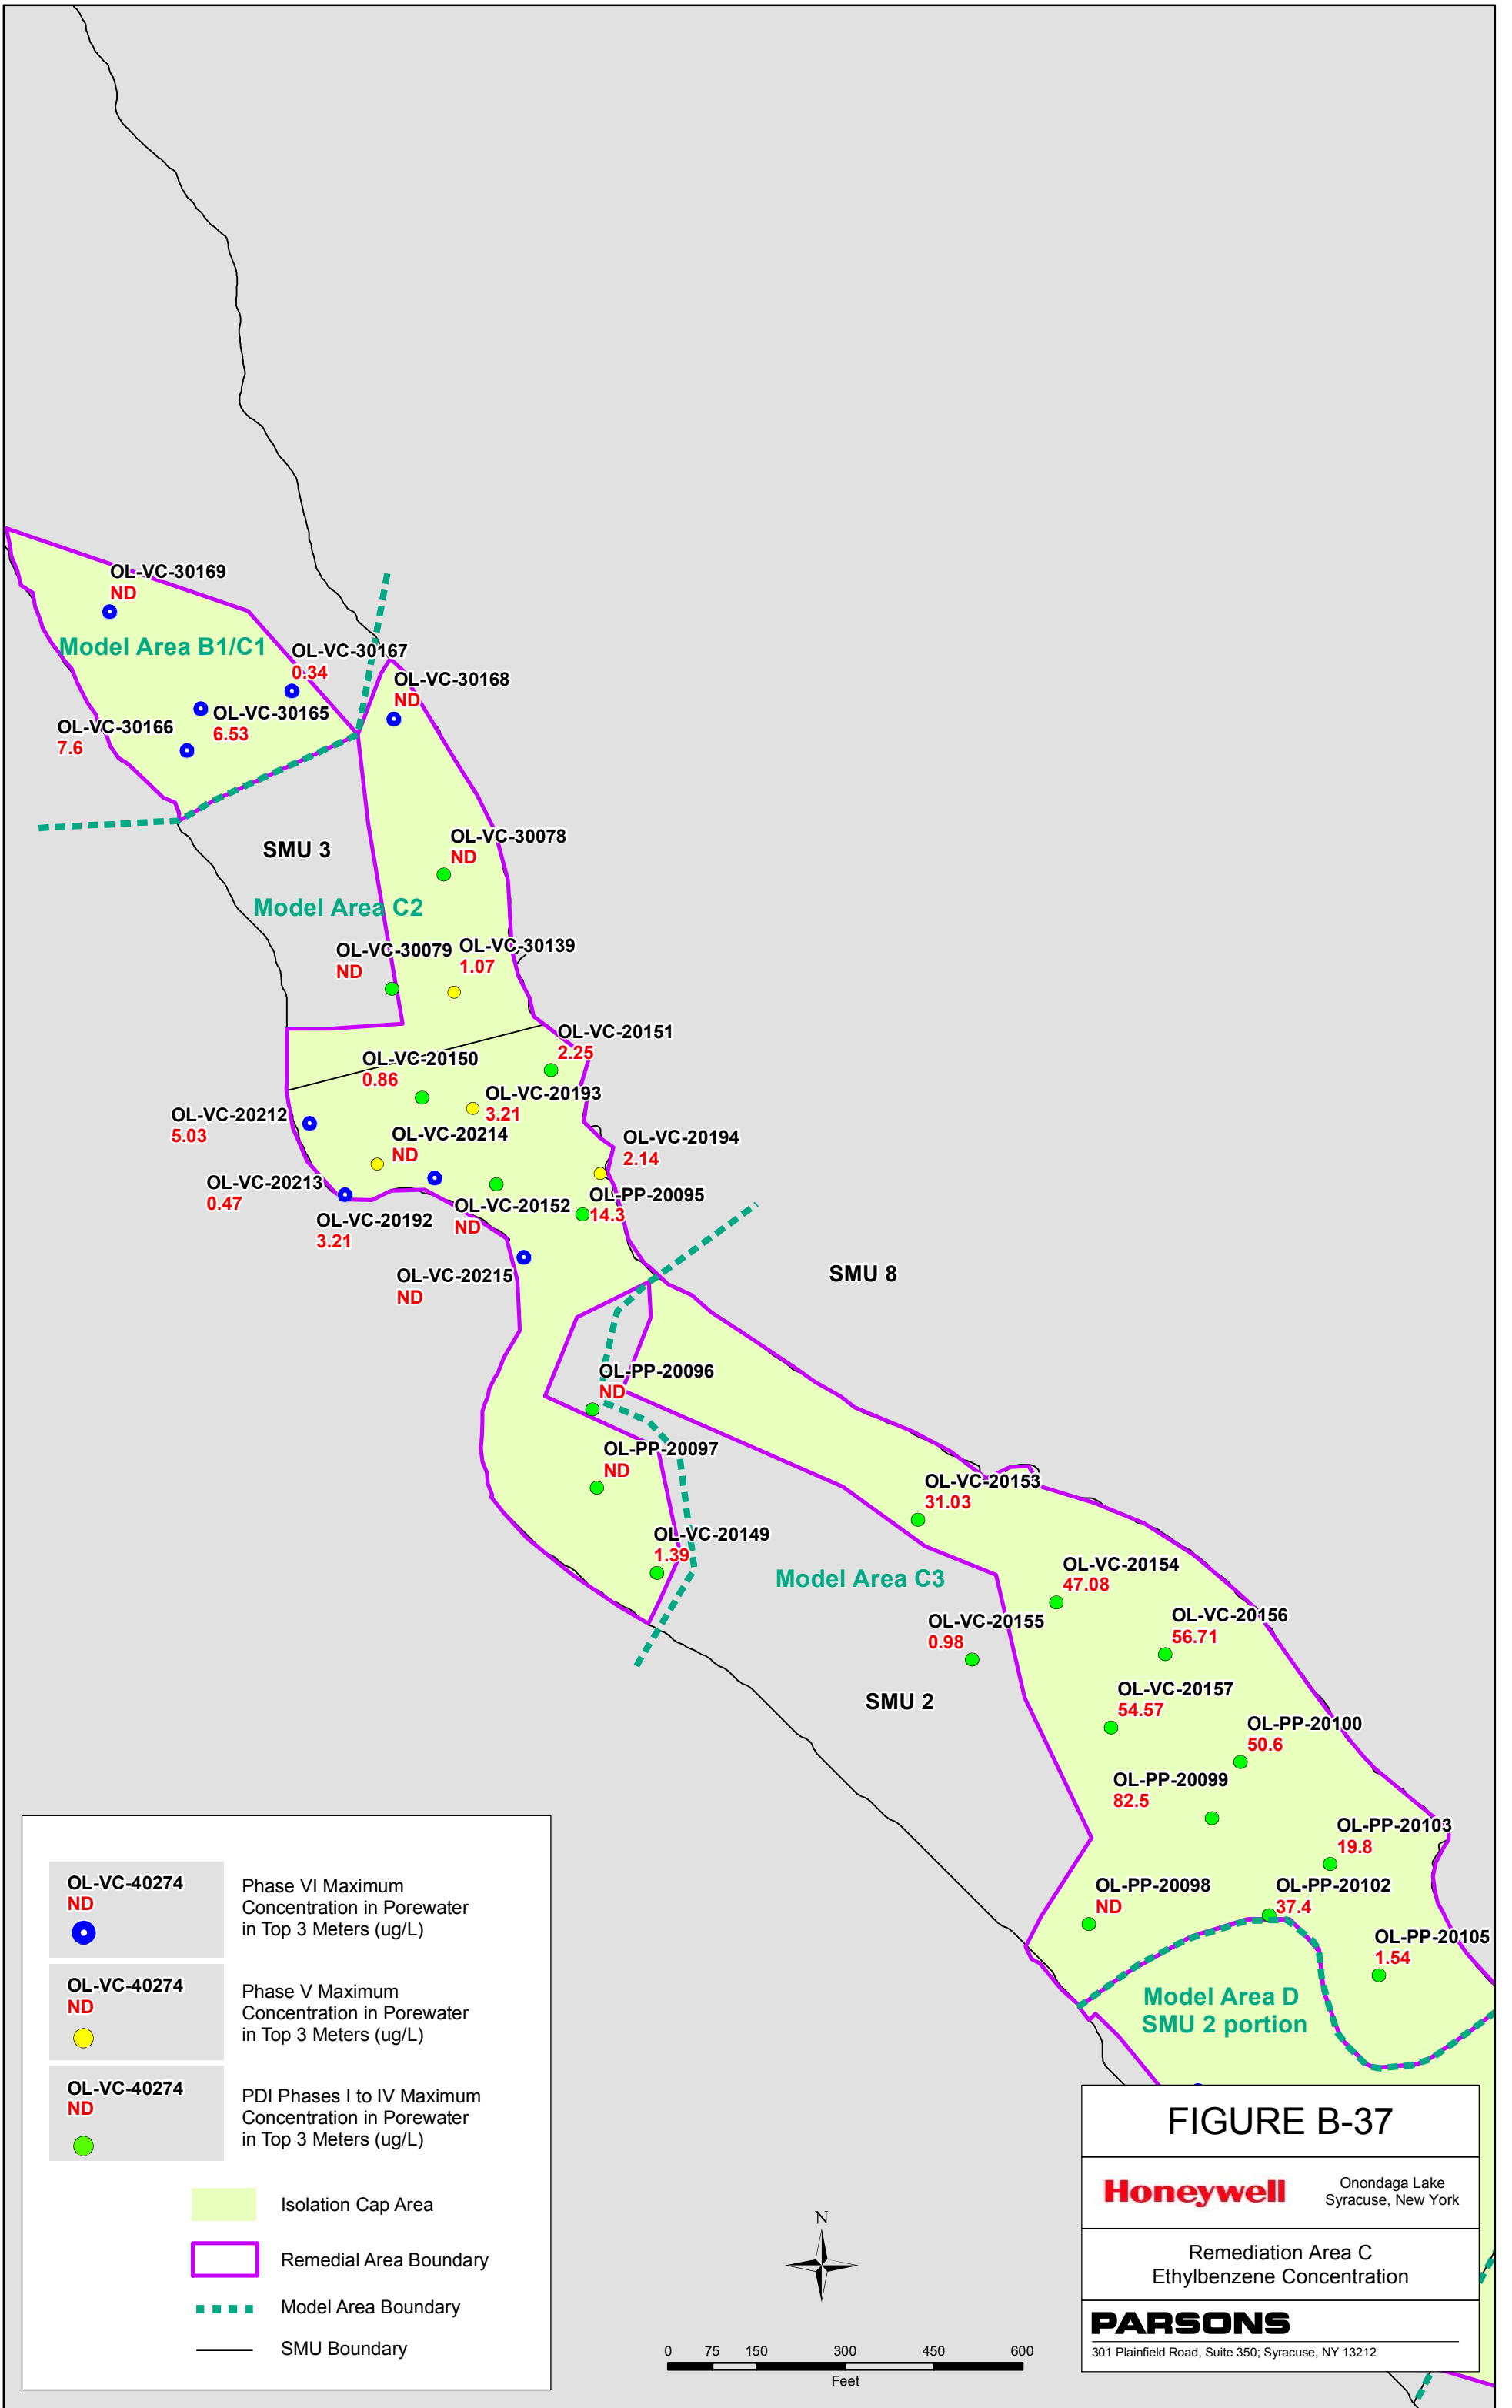 OL-VC-30169
ND
Model Area B1/C1
OL-VC-30167
0.34
OL-VC-30168
ND
OL-VC-30165
6.53
OL-VC-30166
7.6
OL-VC-30078
ND
SMU 3
Model Area C2
OL-VC-30079
ND
OL-VC-30139
1.07
OL-VC-20151
2.25
OL-VC-20150
0.86
OL-VC-20193
3.21
OL-VC-20212
5.03
OL-VC-20214
ND
OL-VC-20194
2.14
OL-VC-20213
0.47
OL-VC-20152
ND
OL-PP-20095
14.3
OL-VC-20192
3.21
OL-VC-20215
ND
SMU 8
OL-PP-20096
ND
OL-PP-20097
ND
OL-VC-20153
31.03
OL-VC-20149
1.39
Model Area C3
OL-VC-20154
47.08
OL-VC-20155
0.98
OL-VC-20156
56.71
SMU 2
OL-VC-20157
54.57
OL-PP-20100
50.6
OL-PP-20099
82.5
OL-PP-20103
19.8
OL-PP-20098
ND
OL-PP-20102
37.4
OL-PP-20105
1.54
Model Area D
SMU 2 portion
OL-VC-40274
ND
Phase VI Maximum
Concentration in Porewater
in Top 3 Meters (ug/L)
OL-VC-40274
ND
Phase V Maximum
Concentration in Porewater
in Top 3 Meters (ug/L)
OL-VC-40274
ND
PDI Phases I to IV Maximum
Concentration in Porewater
in Top 3 Meters (ug/L)
Isolation Cap Area
Remedial Area Boundary
Model Area Boundary
SMU Boundary
N
0 75 150 300 450 600
Feet
FIGURE B-37
Honeywell
Onondaga Lake
Syracuse, New York
Remediation Area C
Ethylbenzene Concentration
PARSONS
301 Plainfield Road, Suite 350; Syracuse, NY 13212